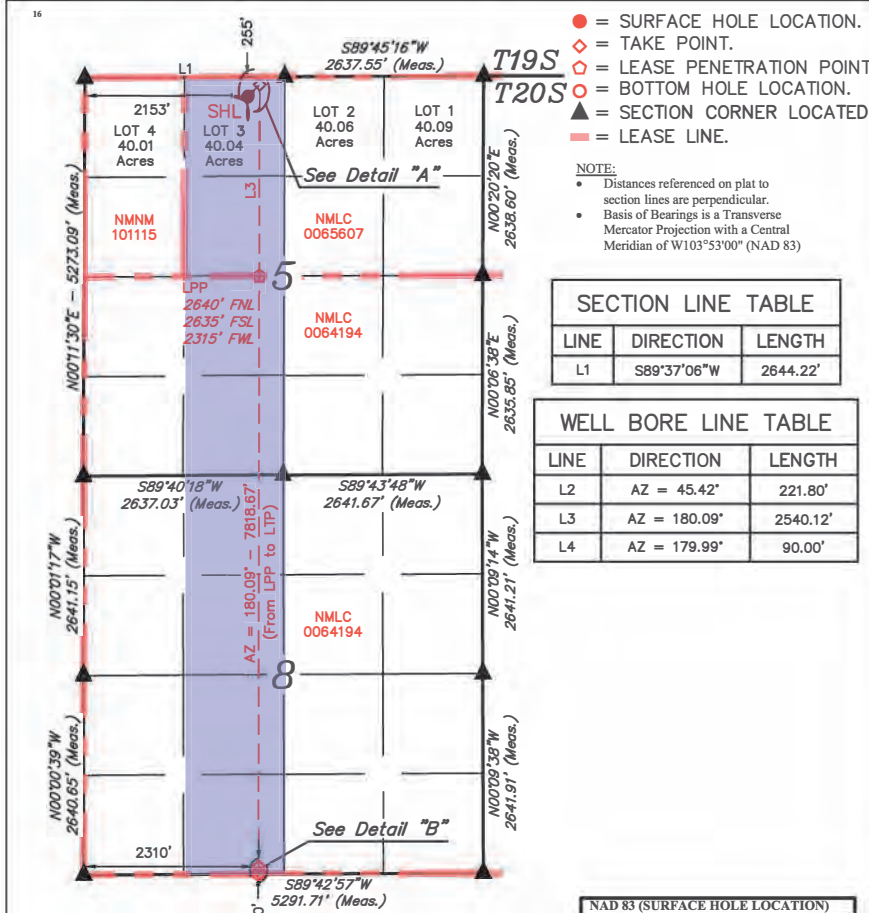 16
255'
S89°45'16"W
2637.55' (Meas.)
T19S
T20S
L1
2153'
SHL
LOT 4
40.01
Acres
LOT 3
40.04
Acres
LOT 2
40.06
Acres
LOT 1
40.09
Acres
See Detail "A"
L3
NMNM
101115
NMLC
0065607
N00°20'20"E
2638.60' (Meas.)
N00°11'30"E - 5273.09' (Meas.)
5
LPP
2640' FNL
2635' FSL
2315' FWL
NMLC
0064194
N00°06'38"E
2635.85' (Meas.)
S89°40'18"W
2637.03' (Meas.)
S89°43'48"W
2641.67' (Meas.)
AZ = 180.09° - 7818.67'
(From LPP to LTP)
N00°01'17"W
2641.15' (Meas.)
N00°09'14"W
2641.21' (Meas.)
NMLC
0064194
8
N00°00'39"W
2640.65' (Meas.)
N00°09'38"W
2641.91' (Meas.)
See Detail "B"
2310'
S89°42'57"W
5291.71' (Meas.)
= SURFACE HOLE LOCATION.
= TAKE POINT.
= LEASE PENETRATION POINT
= BOTTOM HOLE LOCATION.
= SECTION CORNER LOCATED
= LEASE LINE.
NOTE:
• Distances referenced on plat to
section lines are perpendicular.
• Basis of Bearings is a Transverse
Mercator Projection with a Central
Meridian of W103°53'00" (NAD 83)
SECTION LINE TABLE
LINE DIRECTION LENGTH
L1 S89°37'06"W 2644.22'
WELL BORE LINE TABLE
LINE DIRECTION LENGTH
L2 AZ = 45.42° 221.80'
L3 AZ = 180.09° 2540.12'
L4 AZ = 179.99° 90.00'
NAD 83 (SURFACE HOLE LOCATION)